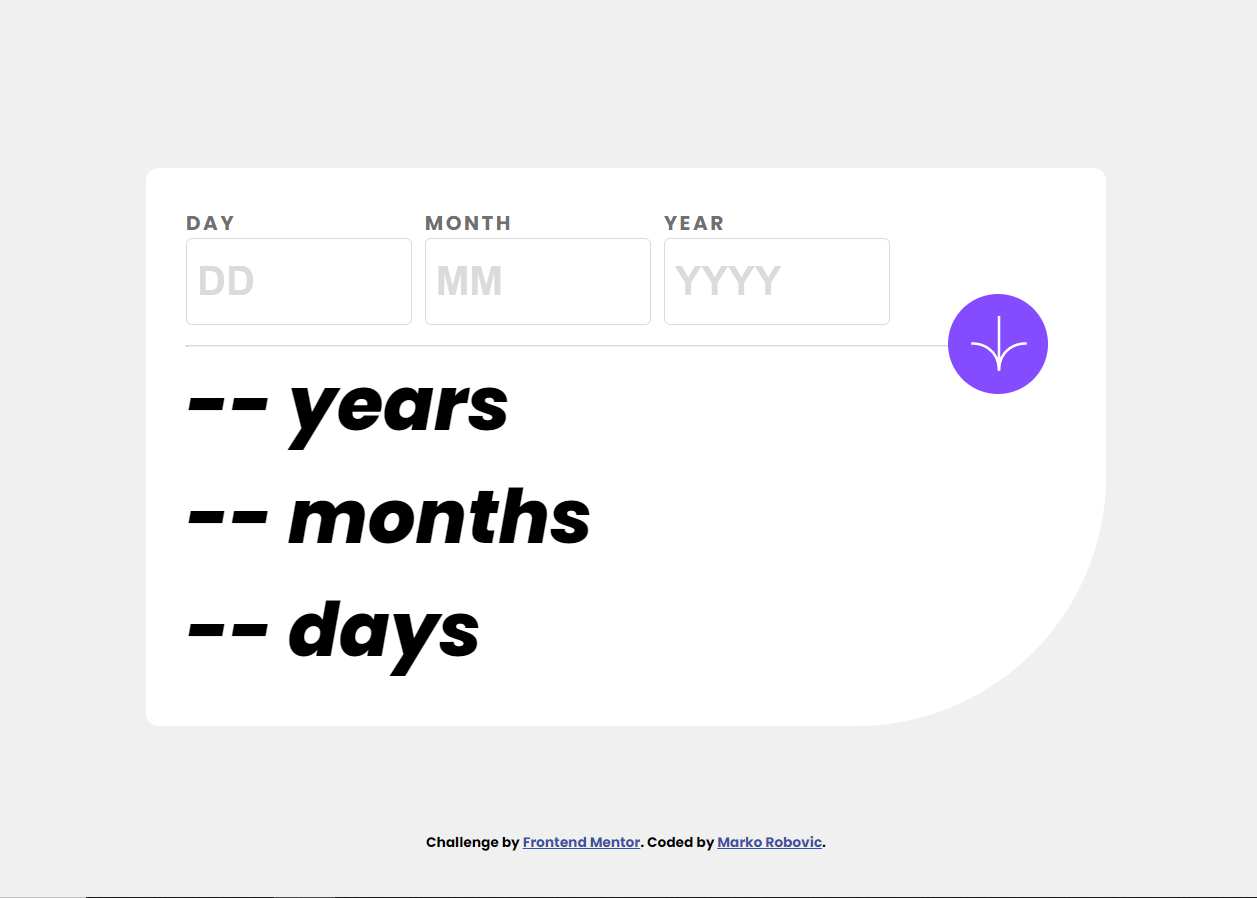 DAY MONTH YEAR
DD MM YYYY
-- years
-- months
-- days
Challenge by Frontend Mentor. Coded by Marko Robovic.